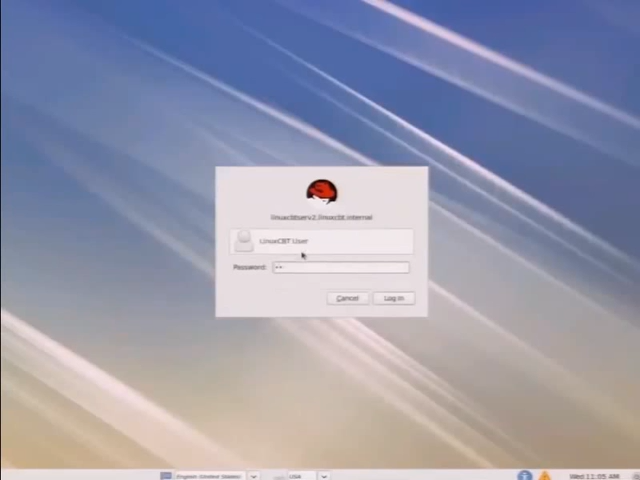 linuxcbtserv2.linuxcbt.internal
LinuxCBT User
Password:
Cancel
Log In
English (United States)
USA
Wed 11:05 AM